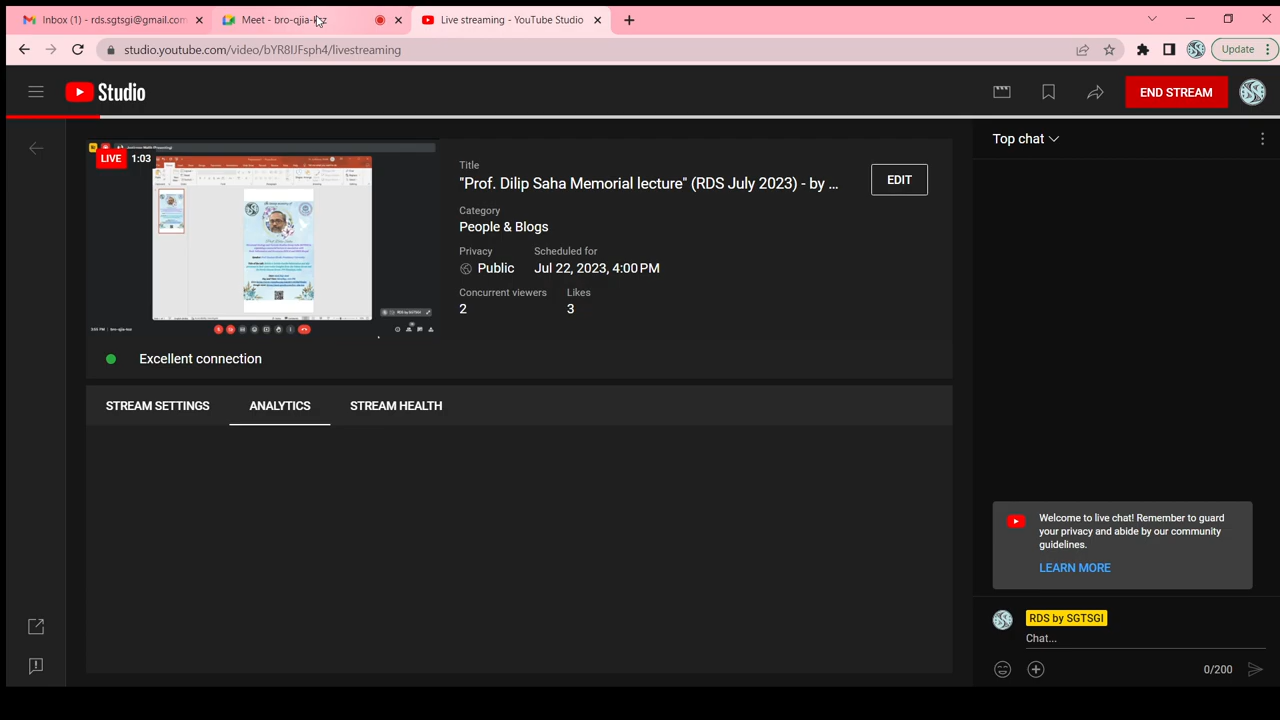 Inbox (1) - rds.sgtsgi@gmail.com
Meet - bro-qjia-
Live streaming - YouTube Studio
studio.youtube.com/video/bYR8IJFsph4/livestreaming
Update
Studio
END STREAM
LIVE 1:03
Title
"Prof. Dilip Saha Memorial lecture" (RDS July 2023) - by ...
EDIT
Category
People & Blogs
Privacy
Public
Scheduled for
Jul 22, 2023, 4:00 PM
Concurrent viewers
2
Likes
3
Excellent connection
STREAM SETTINGS
ANALYTICS
STREAM HEALTH
Top chat
Welcome to live chat! Remember to guard
your privacy and abide by our community
guidelines.
LEARN MORE
RDS by SGTSGI
Chat...
0/200